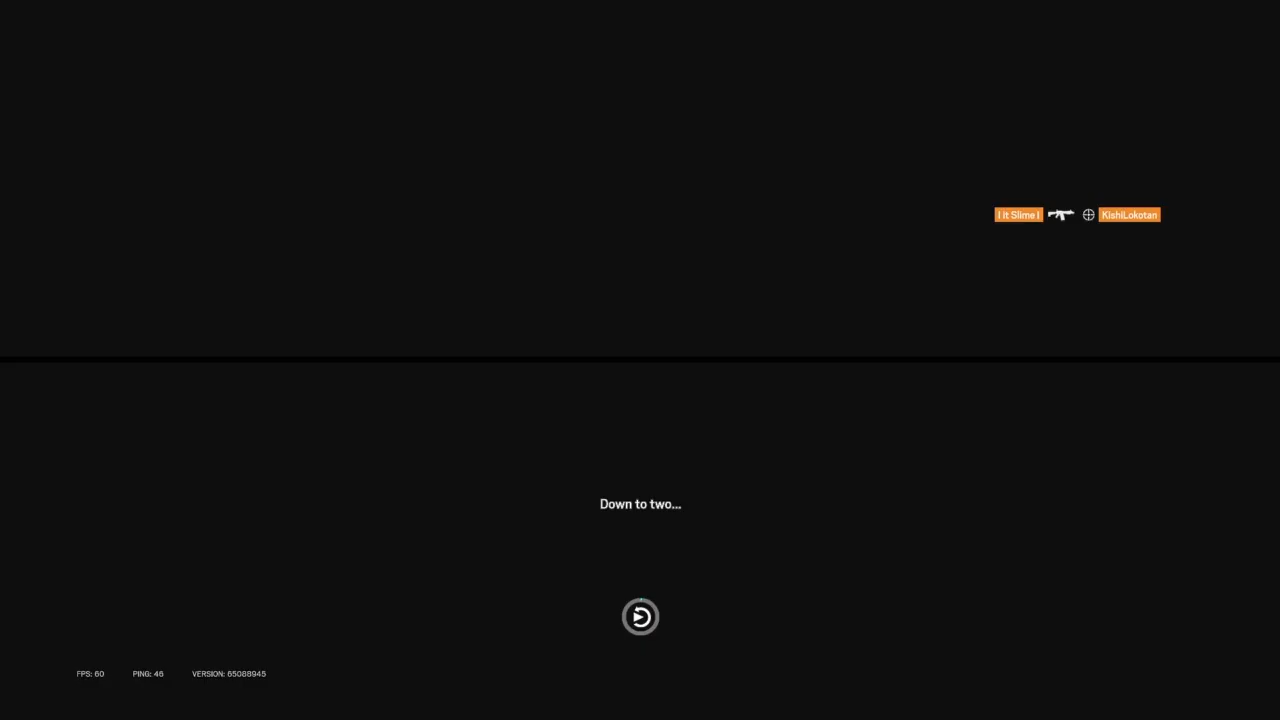 I it Slime I KishiLokotan
Down to two...
FPS: 60 PING: 46 VERSION: 65088945